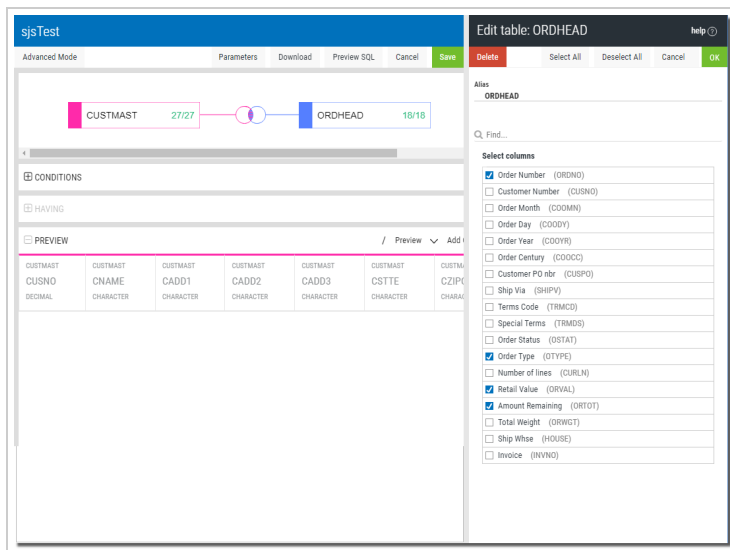 sjsTest
Advanced Mode Parameters Download Preview SQL Cancel Save
CUSTMAST 27/27 ORDHEAD 18/18
CONDITIONS
HAVING
PREVIEW / Preview Add
CUSTMAST CUSTMAST CUSTMAST CUSTMAST CUSTMAST CUSTMAST CUSTM
CUSNO CNAME CADD1 CADD2 CADD3 CSTTE CZIP
DECIMAL CHARACTER CHARACTER CHARACTER CHARACTER CHARACTER CHARAC
Edit table: ORDHEAD help ?
Delete Select All Deselect All Cancel OK
Alias
ORDHEAD
Find...
Select columns
Order Number (ORDNO)
Customer Number (CUSNO)
Order Month (COOMN)
Order Day (COODY)
Order Year (COOYR)
Order Century (COOCC)
Customer PO nbr (CUSPO)
Ship Via (SHIPV)
Terms Code (TRMCD)
Special Terms (TRMDS)
Order Status (OSTAT)
Order Type (OTYPE)
Number of lines (CURLN)
Retail Value (ORVAL)
Amount Remaining (ORTOT)
Total Weight (ORWGT)
Ship Whse (HOUSE)
Invoice (INVNO)